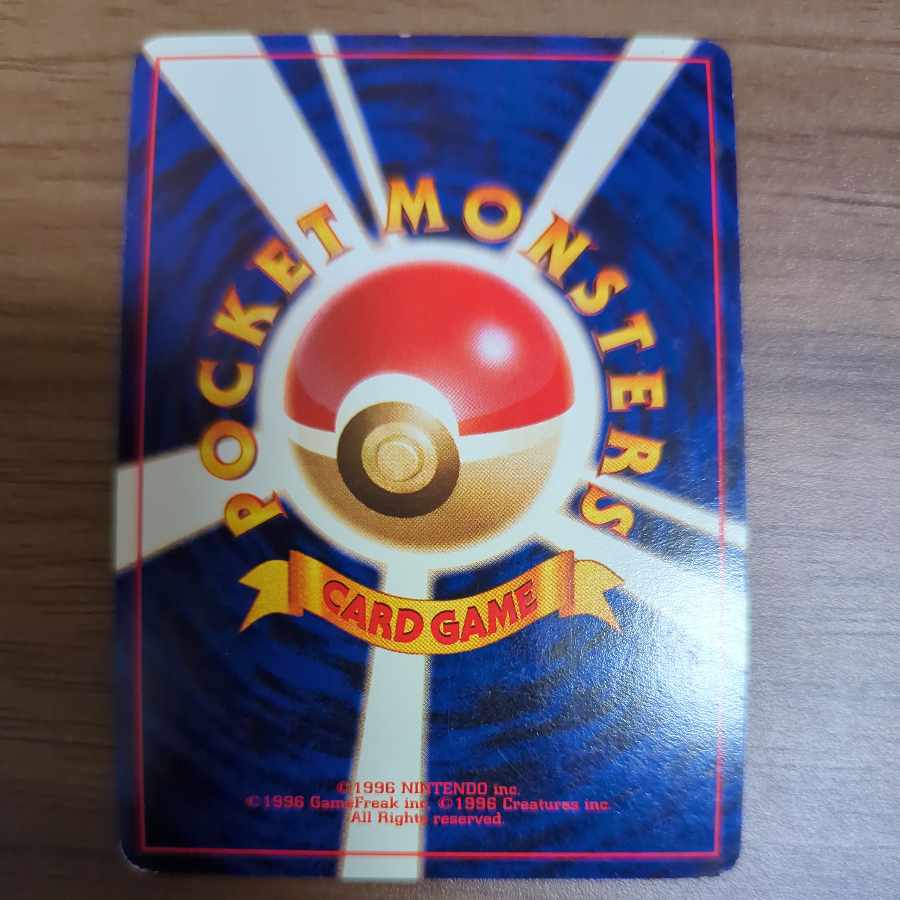 POCKET MONSTERS
CARD GAME
©1996 NINTENDO inc.
©1996 GameFreak inc. ©1996 Creatures inc.
All Rights reserved.